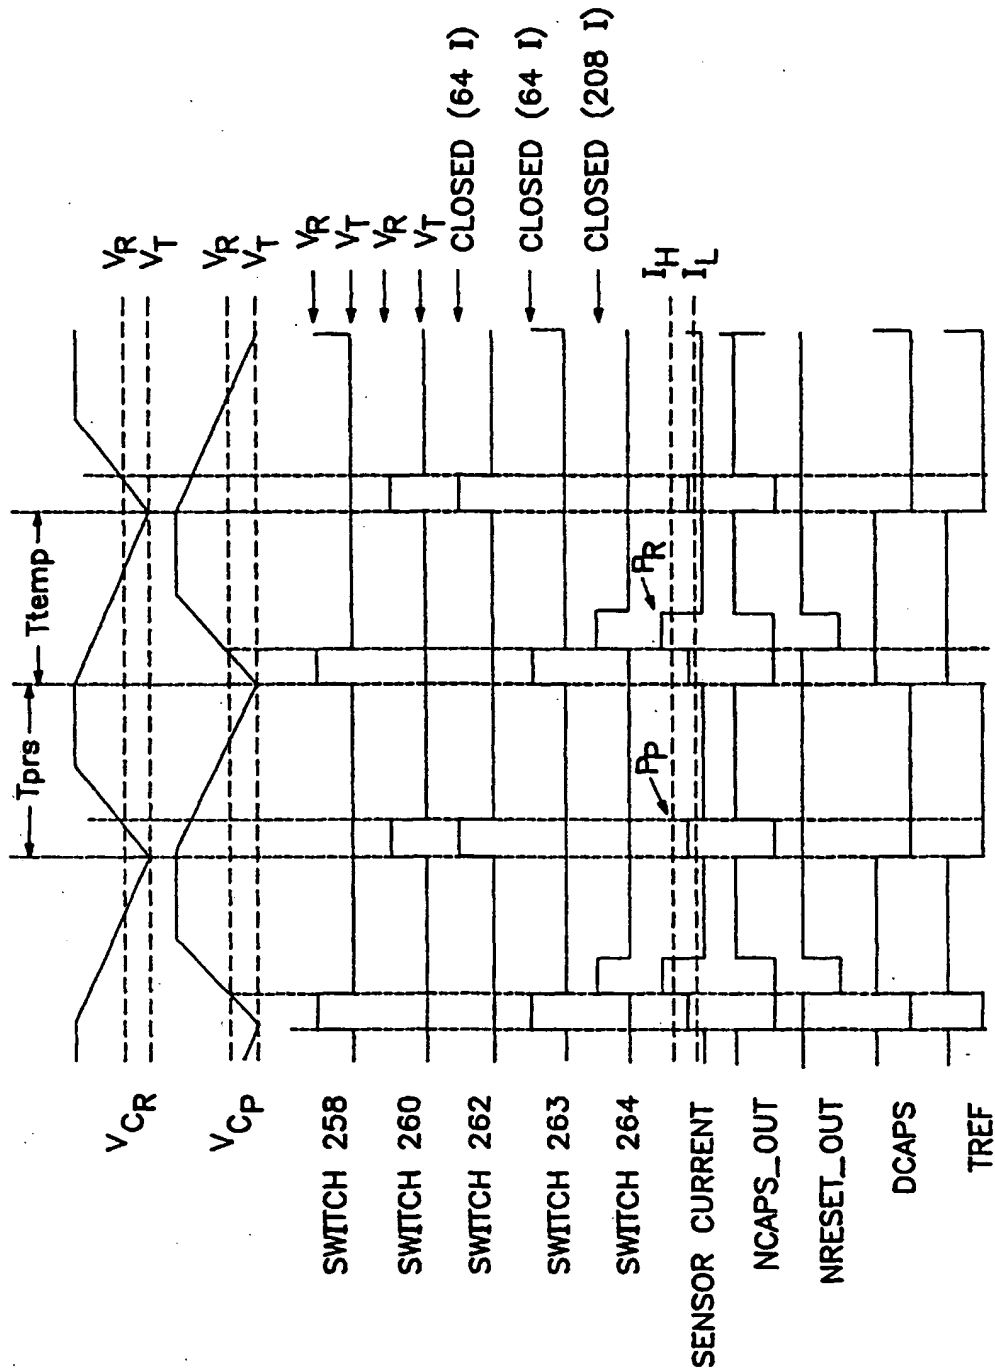 Tprs
Ttemp
VCR
VR
VT
VCP
VR
VT
SWITCH 258
VR
VT
SWITCH 260
VR
VT
SWITCH 262
CLOSED (64 I)
SWITCH 263
CLOSED (64 I)
SWITCH 264
CLOSED (208 I)
PP
PR
IH
IL
SENSOR CURRENT
NCAPS_OUT
NRESET_OUT
DCAPS
TREF